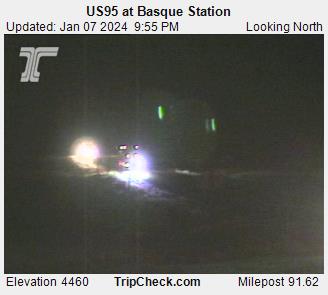 US95 at Basque Station
Updated: Jan 07 2024 9:55 PM Looking North
Elevation 4460 TripCheck.com Milepost 91.62